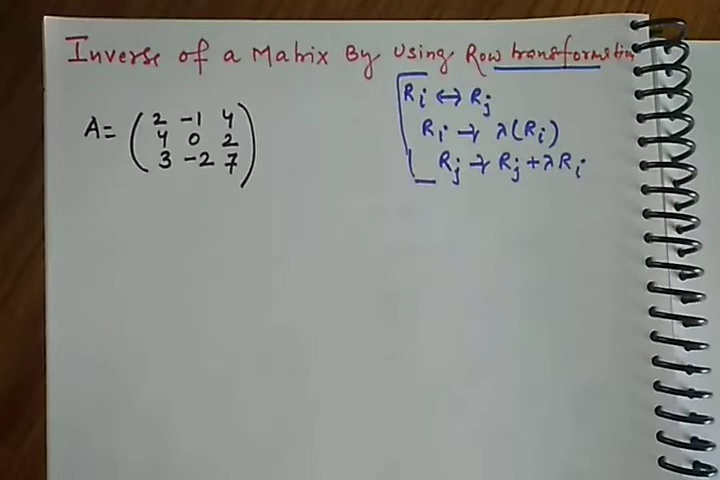 Inverse of a Matrix By Using Row transformation
A= ( 2 -1 4
4 0 2
3 -2 7 )
Ri ↔ Rj
Ri → λ(Ri)
Rj → Rj + λRi